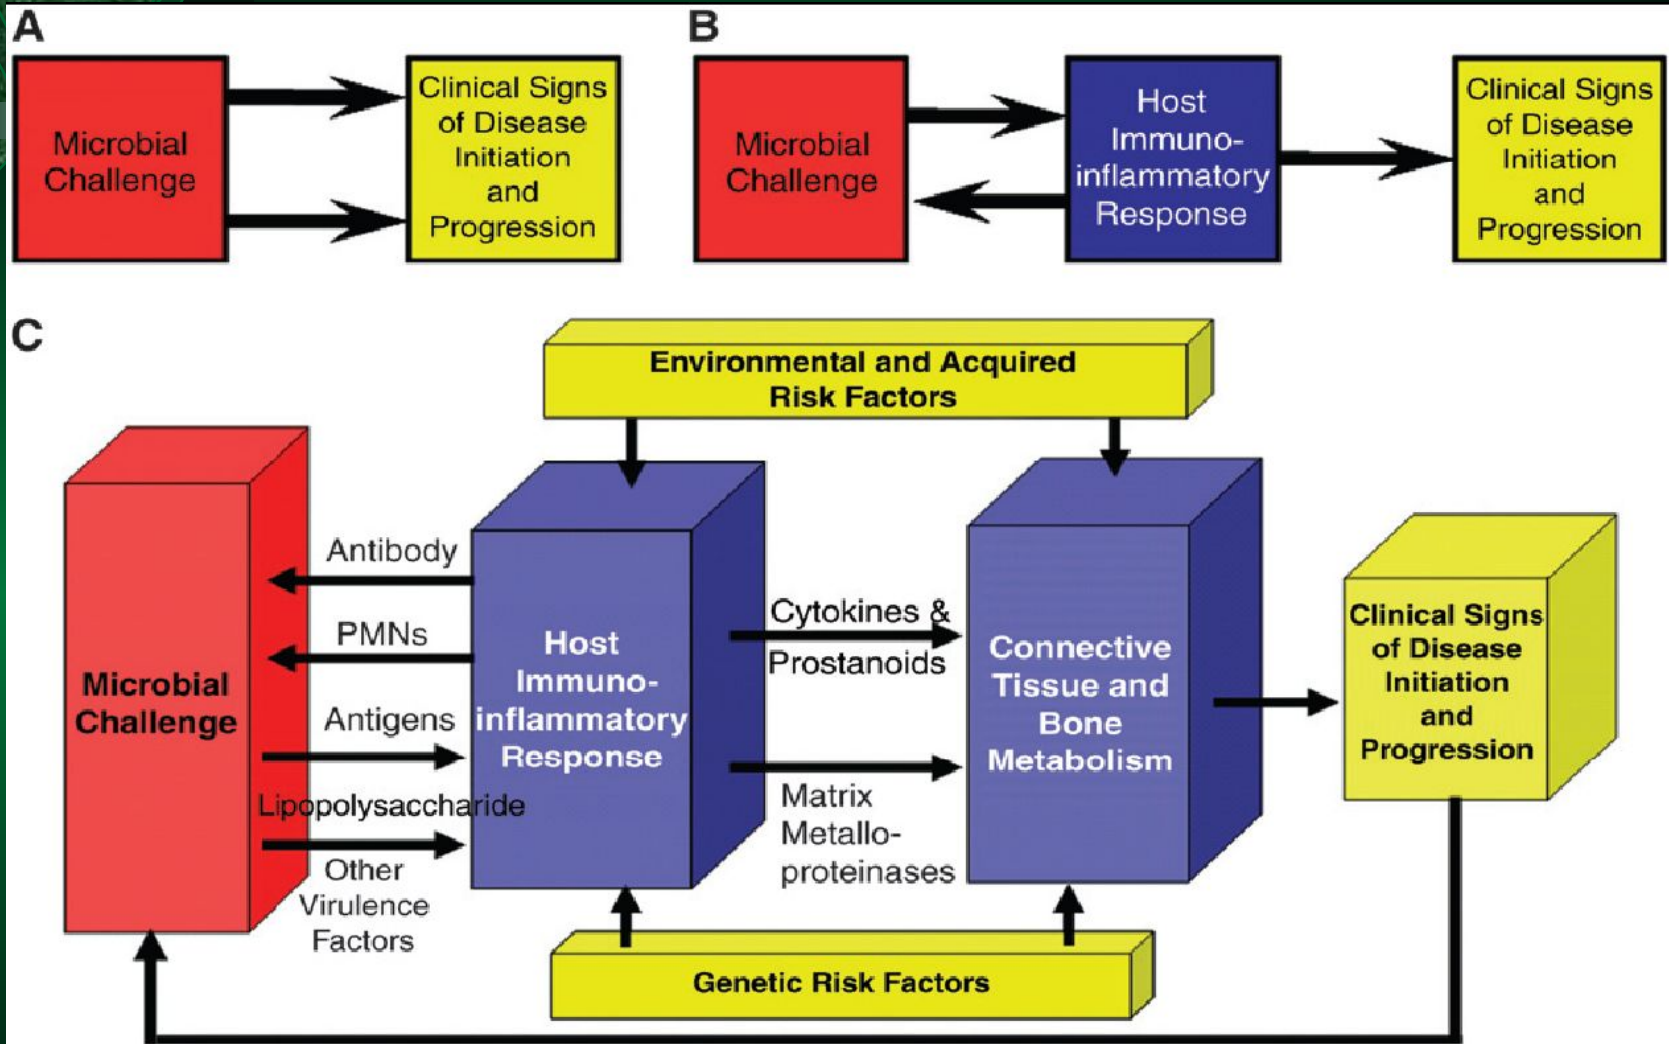 A
Microbial
Challenge
Clinical Signs
of Disease
Initiation
and
Progression
B
Microbial
Challenge
Host
Immuno-
inflammatory
Response
Clinical Signs
of Disease
Initiation
and
Progression
C
Environmental and Acquired
Risk Factors
Microbial
Challenge
Antibody
PMNs
Antigens
Lipopolysaccharide
Other
Virulence
Factors
Host
Immuno-
inflammatory
Response
Cytokines &
Prostanoids
Matrix
Metallo-
proteinases
Connective
Tissue and
Bone
Metabolism
Clinical Signs
of Disease
Initiation
and
Progression
Genetic Risk Factors